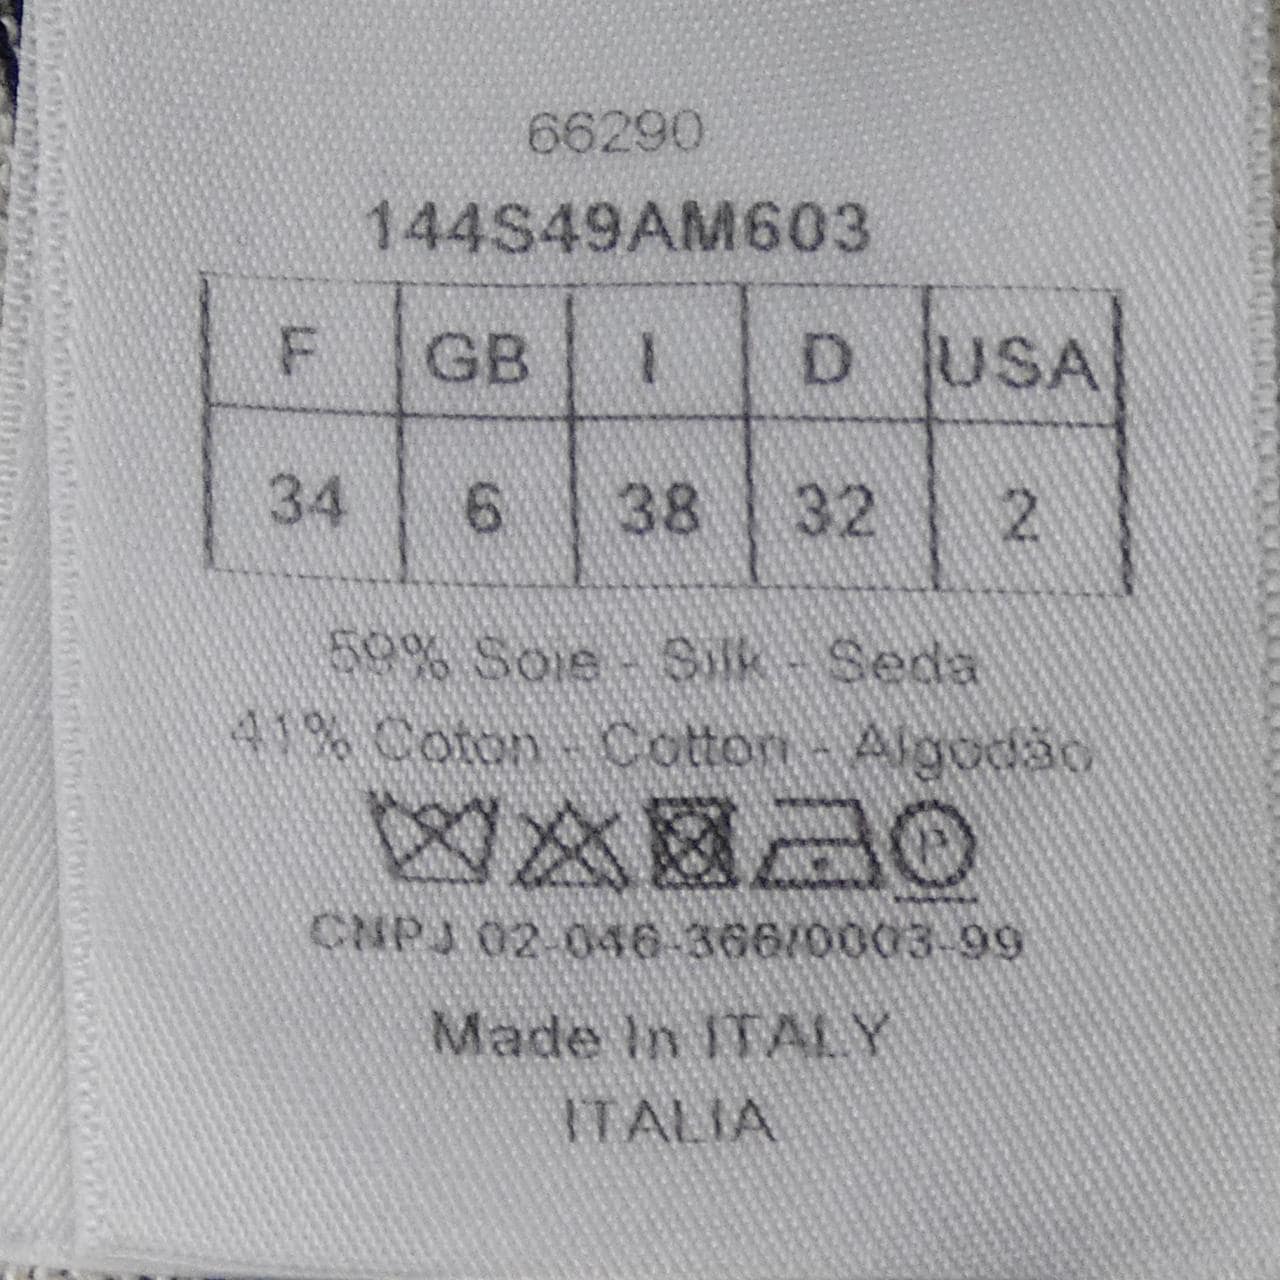 66290
144S49AM603
F GB I D USA
34 6 38 32 2
59% Soie - Silk - Seda
41% Coton - Cotton - Algodão
P
CNPJ 02-046-366/0003-99
Made In ITALY
ITALIA